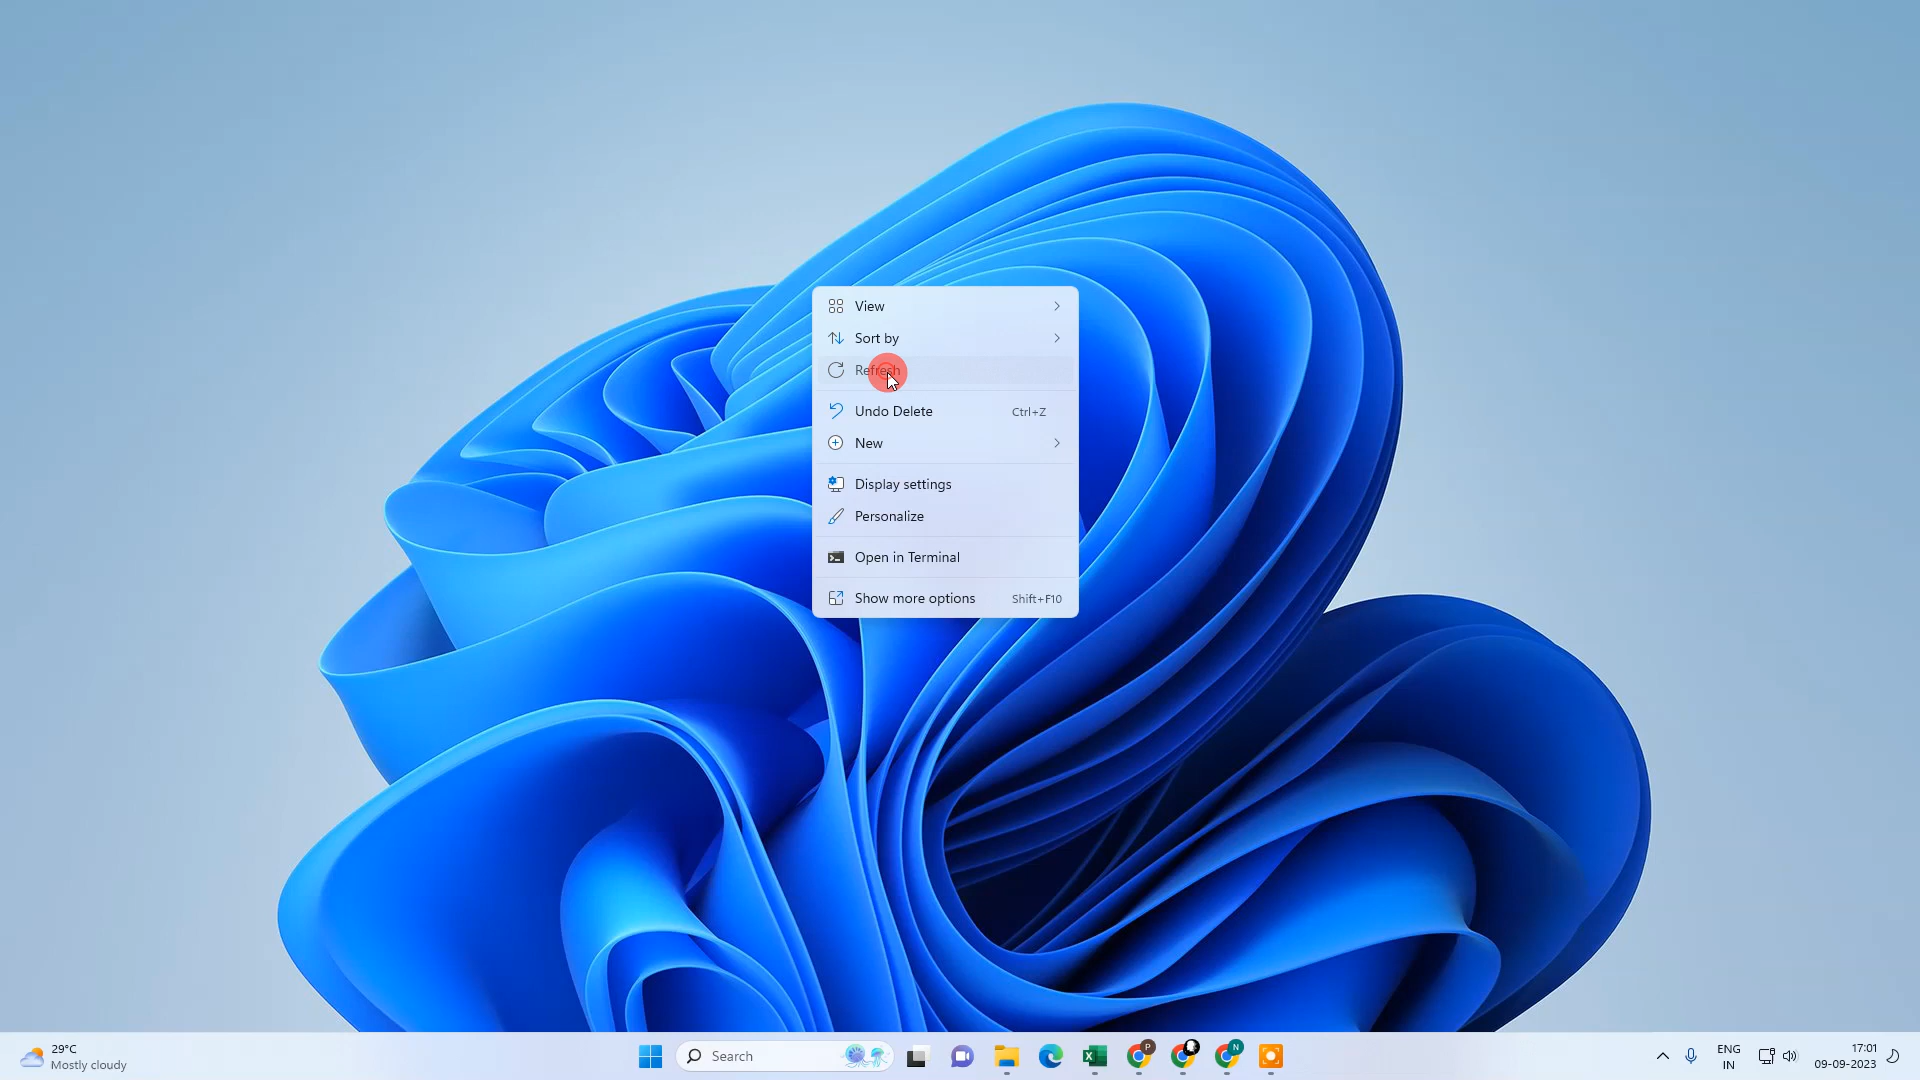 View
Sort by
Refresh
Undo Delete Ctrl+Z
New
Display settings
Personalize
Open in Terminal
Show more options Shift+F10
29°C
Mostly cloudy
Search
P
N
ENG
IN
17:01
09-09-2023